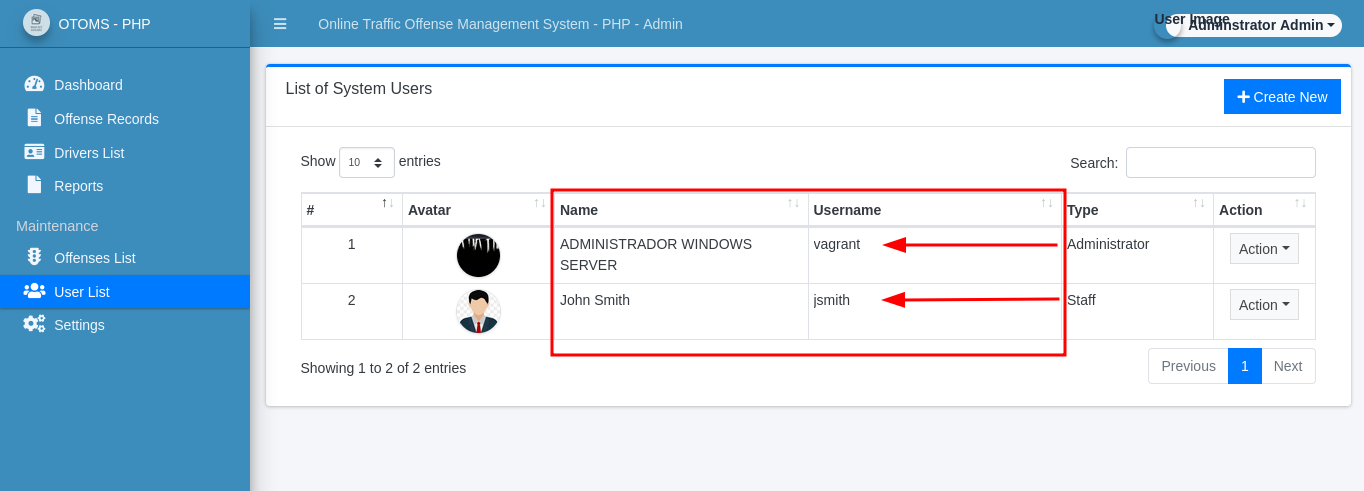 OTOMS - PHP
Online Traffic Offense Management System - PHP - Admin
User Image
Adminstrator Admin
Dashboard
Offense Records
Drivers List
Reports
Maintenance
Offenses List
User List
Settings
List of System Users
Create New
Show 10 entries
Search:
# Avatar Name Username Type Action
1 ADMINISTRADOR WINDOWS SERVER vagrant Administrator Action
2 John Smith jsmith Staff Action
Showing 1 to 2 of 2 entries
Previous 1 Next